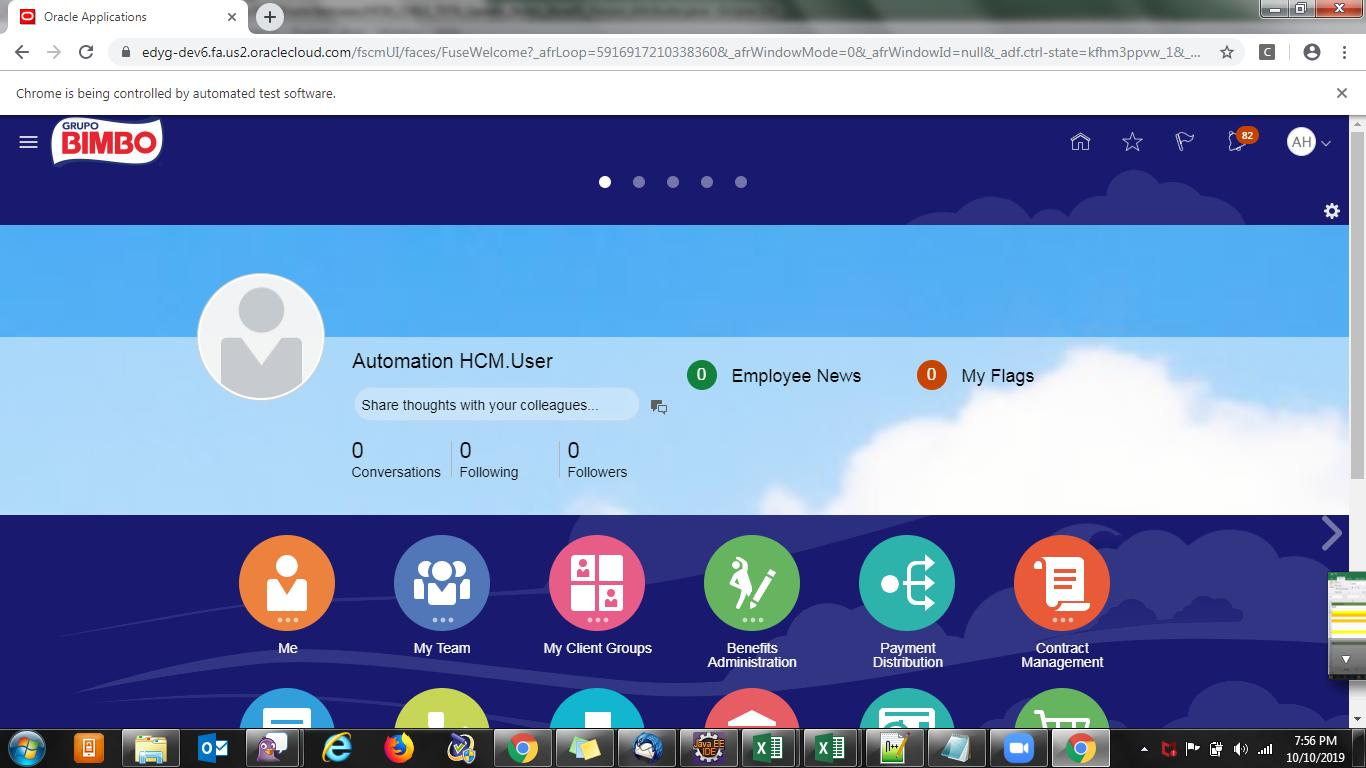 Oracle Applications
edyg-dev6.fa.us2.oraclecloud.com/fscmUI/faces/FuseWelcome?_afrLoop=5916917210338360&_afrWindowMode=0&_afrWindowId=null&_adf.ctrl-state=kfhm3ppvw_1&_...
C
Chrome is being controlled by automated test software.
GRUPO
BIMBO
82
AH
Automation HCM.User
0 Employee News
0 My Flags
Share thoughts with your colleagues...
0 0 0
Conversations Following Followers
Me
My Team
My Client Groups
Benefits
Administration
Payment
Distribution
Contract
Management
Java EE
IDE
7:56 PM
10/10/2019